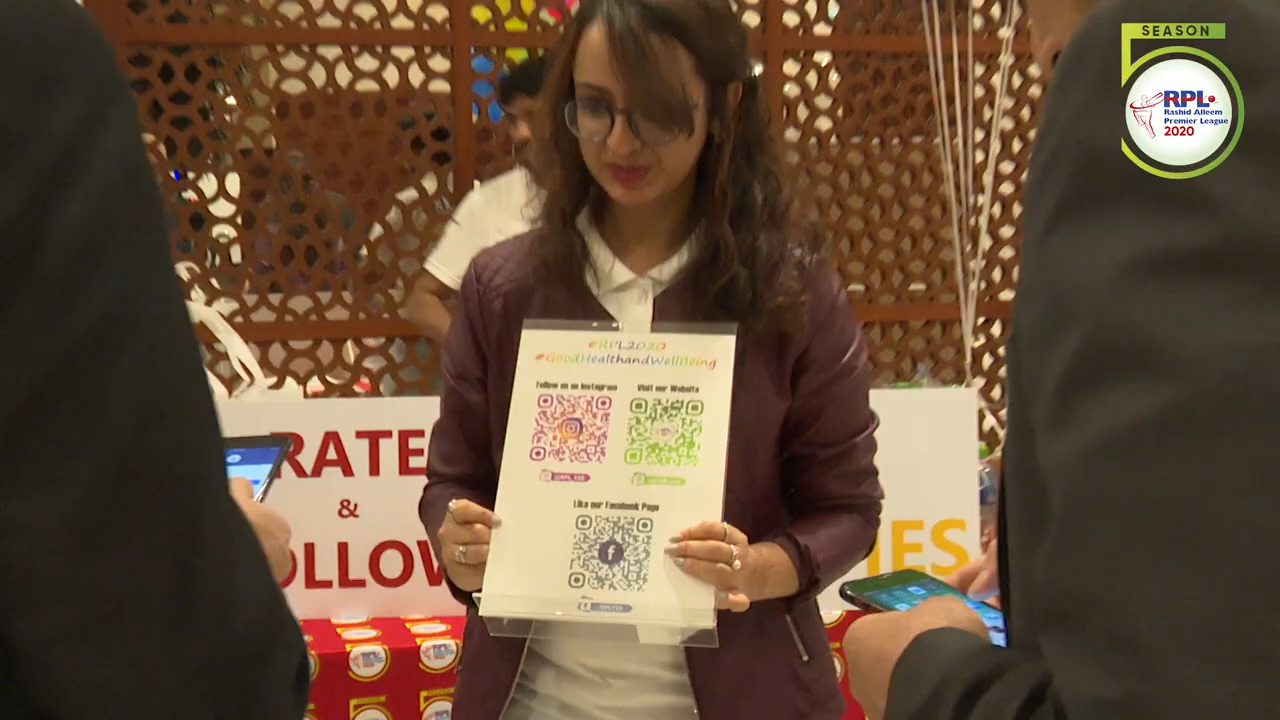 SEASON
5
RPL
Rashid Alleem
Premier League
2020
#RPL2020
#GoodHealthandWellBeing
Follow us on Instagram
Visit our Website
Like our Facebook Page
RATE
&
OLLOW
IES